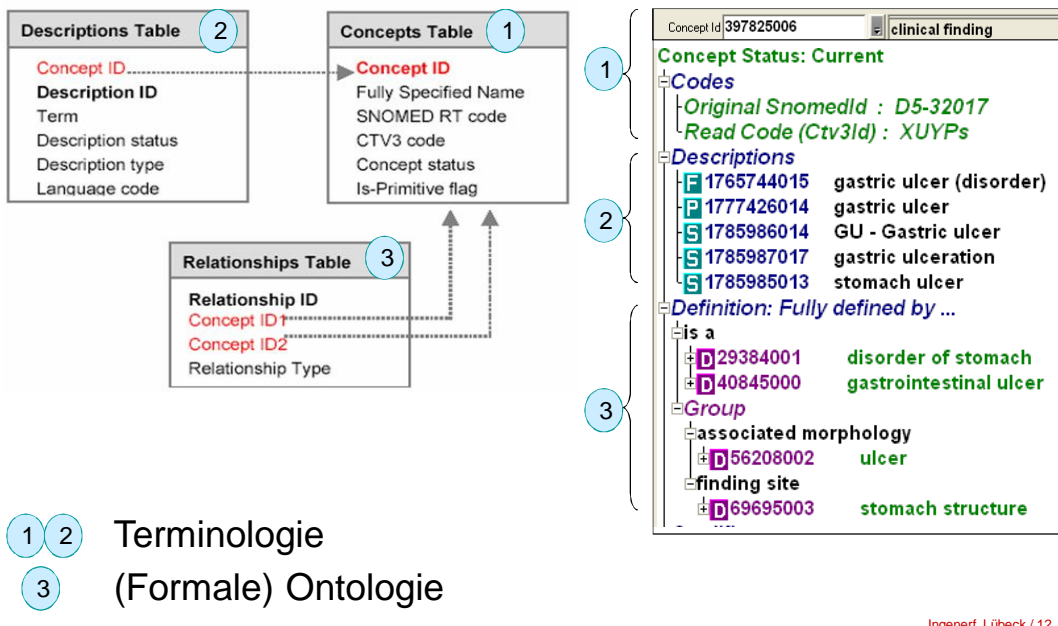 Descriptions Table 2
Concept ID
Description ID
Term
Description status
Description type
Language code
Concepts Table 1
Concept ID
Fully Specified Name
SNOMED RT code
CTV3 code
Concept status
Is-Primitive flag
Relationships Table 3
Relationship ID
Concept ID1
Concept ID2
Relationship Type
1 2 Terminologie
3 (Formale) Ontologie
1
2
3
Concept Id 397825006 clinical finding
Concept Status: Current
Codes
Original SnomedId : D5-32017
Read Code (Ctv3Id) : XUYPs
Descriptions
F 1765744015 gastric ulcer (disorder)
P 1777426014 gastric ulcer
S 1785986014 GU - Gastric ulcer
S 1785987017 gastric ulceration
S 1785985013 stomach ulcer
Definition: Fully defined by ...
is a
D 29384001 disorder of stomach
D 40845000 gastrointestinal ulcer
Group
associated morphology
D 56208002 ulcer
finding site
D 69695003 stomach structure
Ingenerf, Lübeck / 12